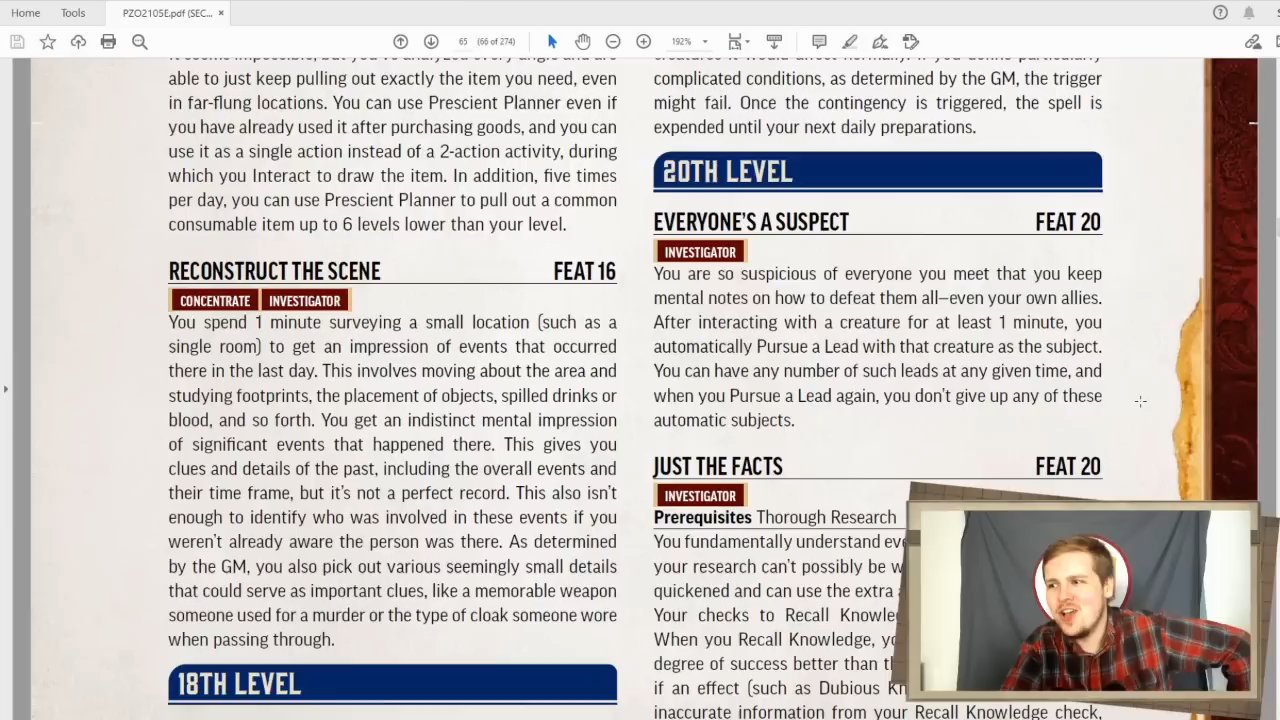 Home
Tools
PZO2105E.pdf (SEC... ×
65 (66 of 274)
192%
able to just keep pulling out exactly the item you need, even
in far-flung locations. You can use Prescient Planner even if
you have already used it after purchasing goods, and you can
use it as a single action instead of a 2-action activity, during
which you Interact to draw the item. In addition, five times
per day, you can use Prescient Planner to pull out a common
consumable item up to 6 levels lower than your level.
RECONSTRUCT THE SCENE FEAT 16
CONCENTRATE INVESTIGATOR
You spend 1 minute surveying a small location (such as a
single room) to get an impression of events that occurred
there in the last day. This involves moving about the area and
studying footprints, the placement of objects, spilled drinks or
blood, and so forth. You get an indistinct mental impression
of significant events that happened there. This gives you
clues and details of the past, including the overall events and
their time frame, but it's not a perfect record. This also isn't
enough to identify who was involved in these events if you
weren't already aware the person was there. As determined
by the GM, you also pick out various seemingly small details
that could serve as important clues, like a memorable weapon
someone used for a murder or the type of cloak someone wore
when passing through.
18TH LEVEL
complicated conditions, as determined by the GM, the trigger
might fail. Once the contingency is triggered, the spell is
expended until your next daily preparations.
20TH LEVEL
EVERYONE'S A SUSPECT FEAT 20
INVESTIGATOR
You are so suspicious of everyone you meet that you keep
mental notes on how to defeat them all—even your own allies.
After interacting with a creature for at least 1 minute, you
automatically Pursue a Lead with that creature as the subject.
You can have any number of such leads at any given time, and
when you Pursue a Lead again, you don't give up any of these
automatic subjects.
JUST THE FACTS FEAT 20
INVESTIGATOR
Prerequisites Thorough Research
You fundamentally understand
your research can't possibly be
quickened and can use the extra
Your checks to Recall
When you Recall Knowledge,
degree of success better than
if an effect (such as Dubious
inaccurate information from your Recall Knowledge check,